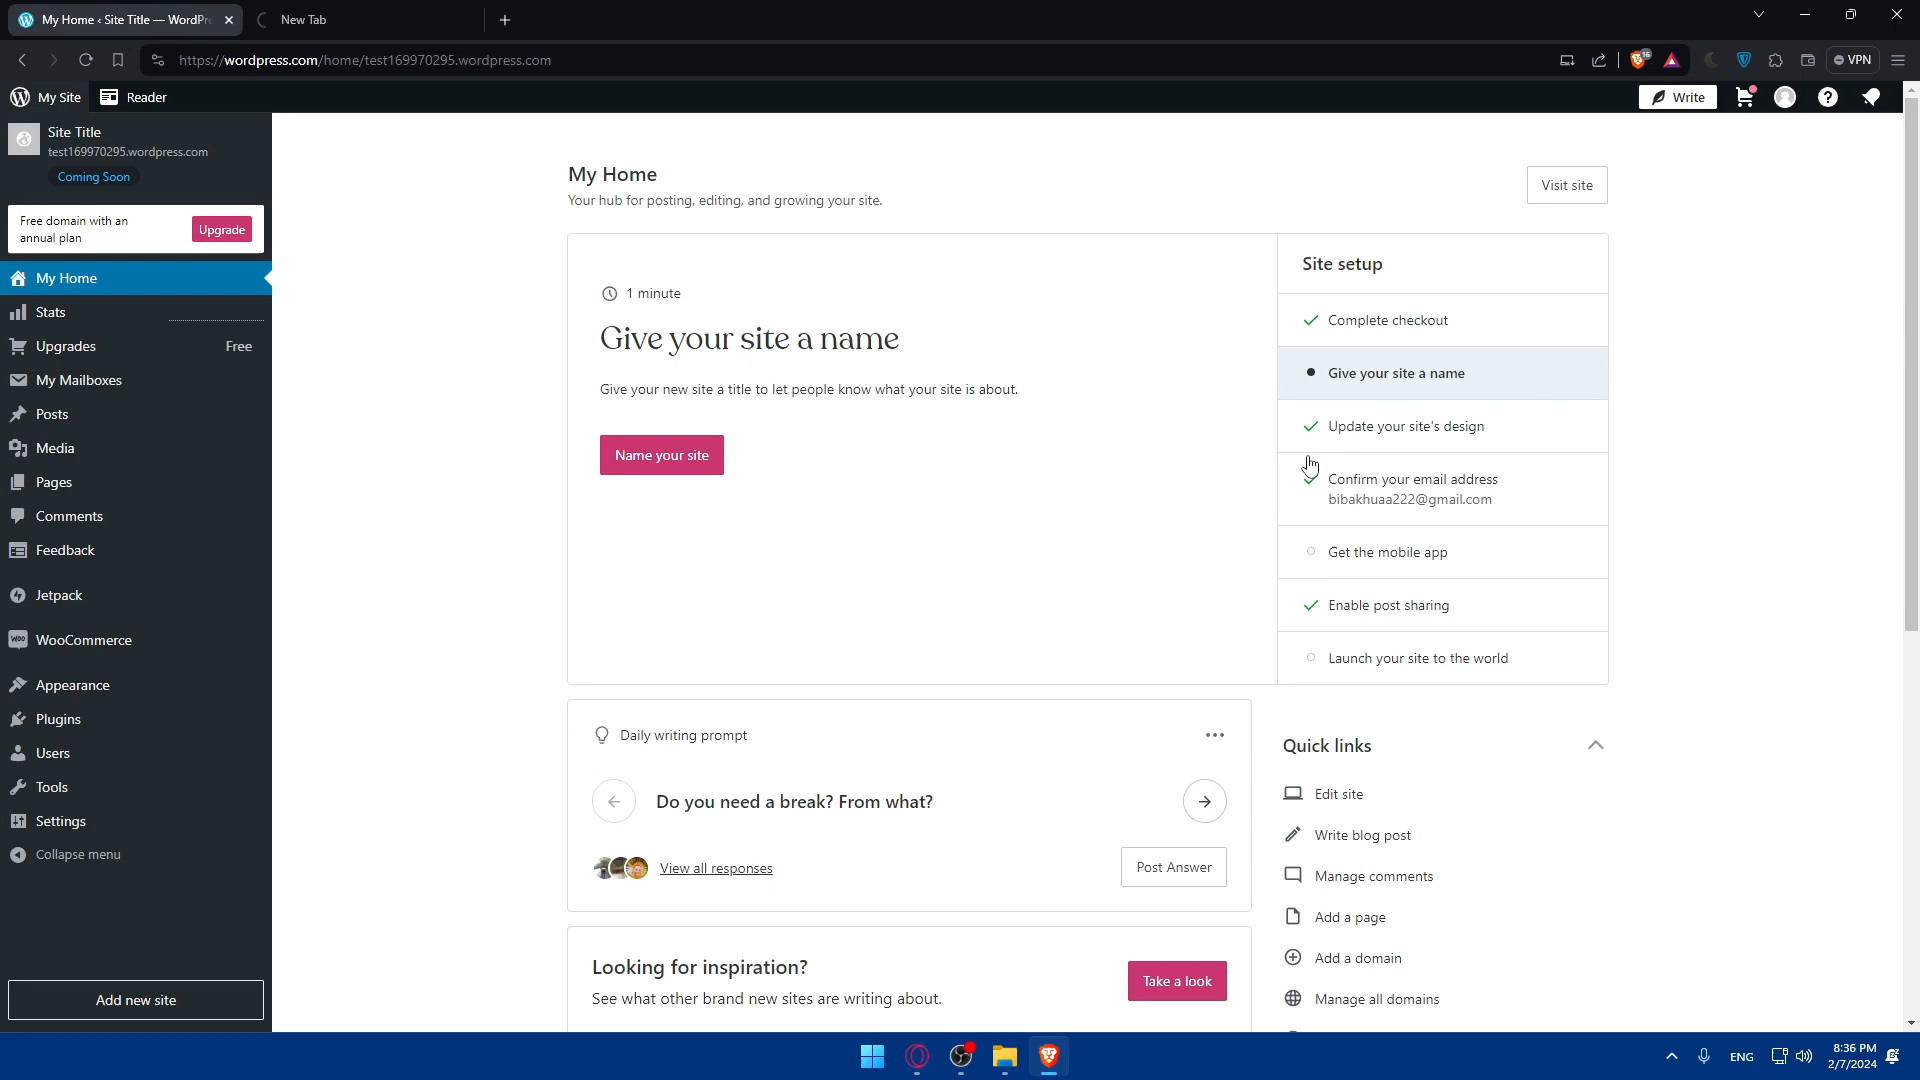 My Home ‹ Site Title — WordPr
New Tab
https://wordpress.com/home/test169970295.wordpress.com
16
VPN
My Site
Reader
Write
Site Title
test169970295.wordpress.com
Coming Soon
Free domain with an
annual plan
Upgrade
My Home
Stats
Upgrades
Free
My Mailboxes
Posts
Media
Pages
Comments
Feedback
Jetpack
WOO
WooCommerce
Appearance
Plugins
Users
Tools
Settings
Collapse menu
Add new site
My Home
Your hub for posting, editing, and growing your site.
Visit site
1 minute
Give your site a name
Give your new site a title to let people know what your site is about.
Name your site
Site setup
Complete checkout
Give your site a name
Update your site's design
Confirm your email address
bibakhuaa222@gmail.com
Get the mobile app
Enable post sharing
Launch your site to the world
Daily writing prompt
Do you need a break? From what?
View all responses
Post Answer
Looking for inspiration?
See what other brand new sites are writing about.
Take a look
Quick links
Edit site
Write blog post
Manage comments
Add a page
Add a domain
Manage all domains
ENG
8:36 PM
2/7/2024